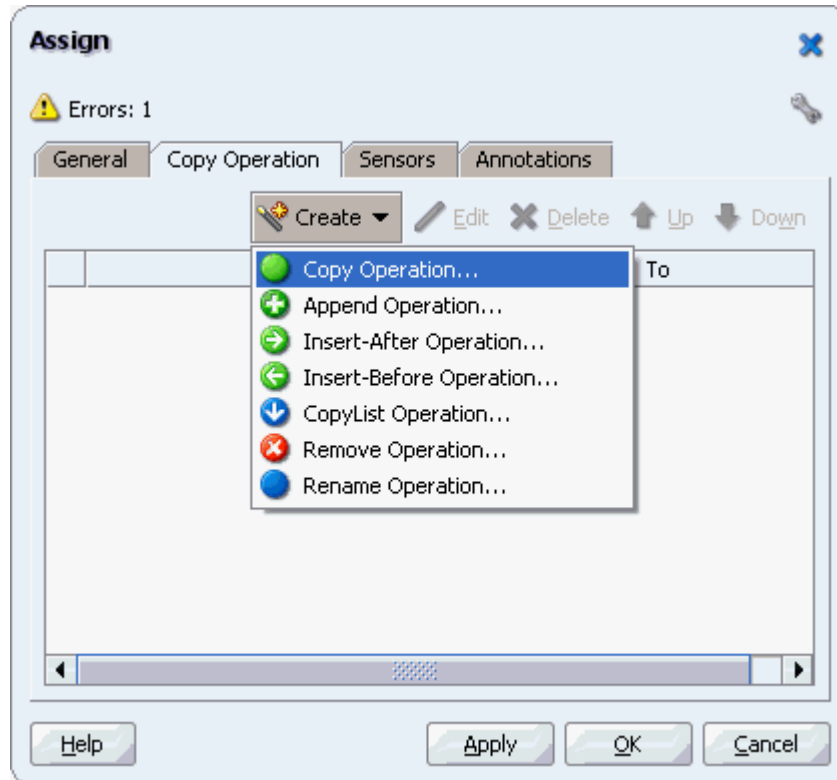 Assign
Errors: 1
General Copy Operation Sensors Annotations
Create Edit Delete Up Down
To
Copy Operation...
Append Operation...
Insert-After Operation...
Insert-Before Operation...
CopyList Operation...
Remove Operation...
Rename Operation...
Help Apply OK Cancel